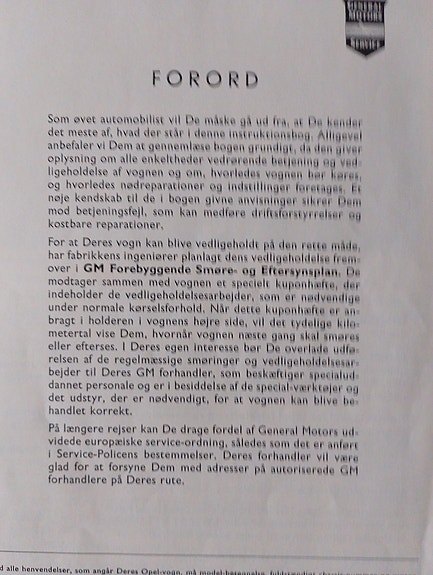 GENERAL
MOTORS
SERVICE
FORORD
Som øvet automobilist vil De måske gå ud fra, at De kender
det meste af, hvad der står i denne instruktionsbog. Alligevel
anbefaler vi Dem at gennemlæse bogen grundigt, da den giver
oplysning om alle enkeltheder vedrørende betjening og ved-
ligeholdelse af vognen og om, hvorledes vognen bør køres,
og hvorledes nødreparationer og indstillinger foretages. Et
nøje kendskab til de i bogen givne anvisninger sikrer Dem
mod betjeningsfejl, som kan medføre driftsforstyrrelser og
kostbare reparationer.
For at Deres vogn kan blive vedligeholdt på den rette måde,
har fabrikkens ingeniører planlagt dens vedligeholdelse frem-
over i GM Forebyggende Smøre- og Eftersynsplan. De
modtager sammen med vognen et specielt kuponhæfte, der
indeholder de vedligeholdelsesarbejder, som er nødvendige
under normale kørselsforhold. Når dette kuponhæfte er an-
bragt i holderen i vognens højre side, vil det tydelige kilo-
metertal vise Dem, hvornår vognen næste gang skal smøres
eller efterses. I Deres egen interesse bør De overlade udfø-
relsen af de regelmæssige smøringer og vedligeholdelsesar-
bejder til Deres GM forhandler, som beskæftiger specialud-
dannet personale og er i besiddelse af de special-værktøjer og
det udstyr, der er nødvendigt, for at vognen kan blive be-
handlet korrekt.
På længere rejser kan De drage fordel af General Motors ud-
videde europæiske service-ordning, således som det er anført
i Service-Policens bestemmelser. Deres forhandler vil være
glad for at forsyne Dem med adresser på autoriserede GM
forhandlere på Deres rute.
d alle henvendelser, som angår Deres Opel-vogn, må